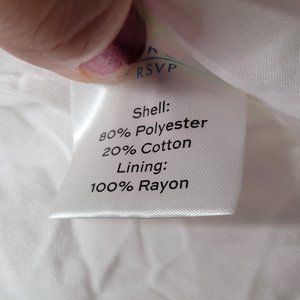 RSVP
Shell:
80% Polyester
20% Cotton
Lining:
100% Rayon